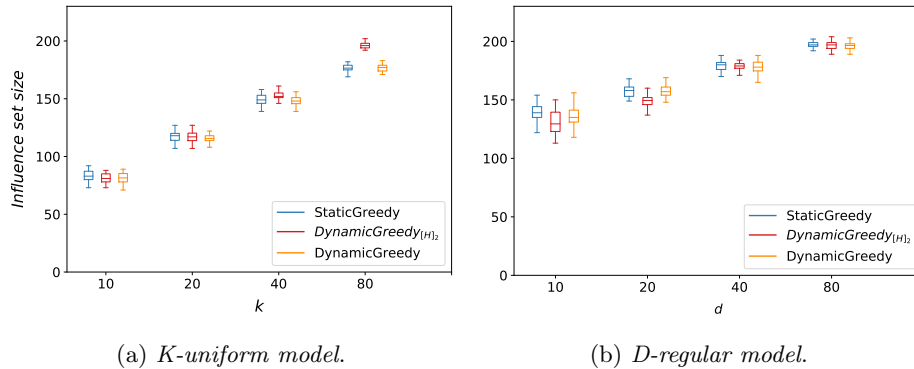 200
150
100
50
0
Influence set size
10 20 40 80
k
StaticGreedy
DynamicGreedy[H]₂
DynamicGreedy
(a) K-uniform model.
200
150
100
50
0
10 20 40 80
d
StaticGreedy
DynamicGreedy[H]₂
DynamicGreedy
(b) D-regular model.